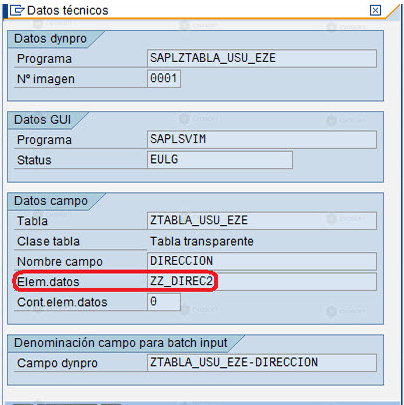 Datos técnicos
Datos dynpro
Programa SAPLZTABLA_USU_EZE
Nº imagen 0001
Datos GUI
Programa SAPLSVIM
Status EULG
Datos campo
Tabla ZTABLA_USU_EZE
Clase tabla Tabla transparente
Nombre campo DIRECCION
Elem.datos ZZ_DIREC2
Cont.elem.datos 0
Denominación campo para batch input
Campo dynpro ZTABLA_USU_EZE-DIRECCION